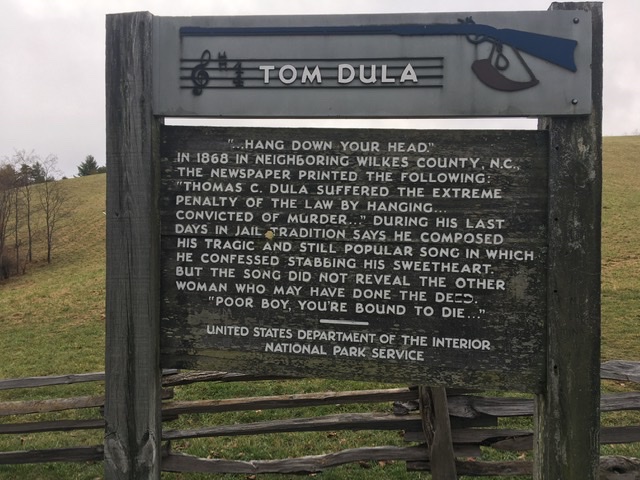 TOM DULA
"...HANG DOWN YOUR HEAD."
IN 1868 IN NEIGHBORING WILKES COUNTY, N.C.,
THE NEWSPAPER PRINTED THE FOLLOWING:
"THOMAS C. DULA SUFFERED THE EXTREME
PENALTY OF THE LAW BY HANGING...
CONVICTED OF MURDER..." DURING HIS LAST
DAYS IN JAIL TRADITION SAYS HE COMPOSED
HIS TRAGIC AND STILL POPULAR SONG IN WHICH
HE CONFESSED STABBING HIS SWEETHEART.
BUT THE SONG DID NOT REVEAL THE OTHER
WOMAN WHO MAY HAVE DONE THE DEED.
"POOR BOY, YOU'RE BOUND TO DIE..."
UNITED STATES DEPARTMENT OF THE INTERIOR
NATIONAL PARK SERVICE